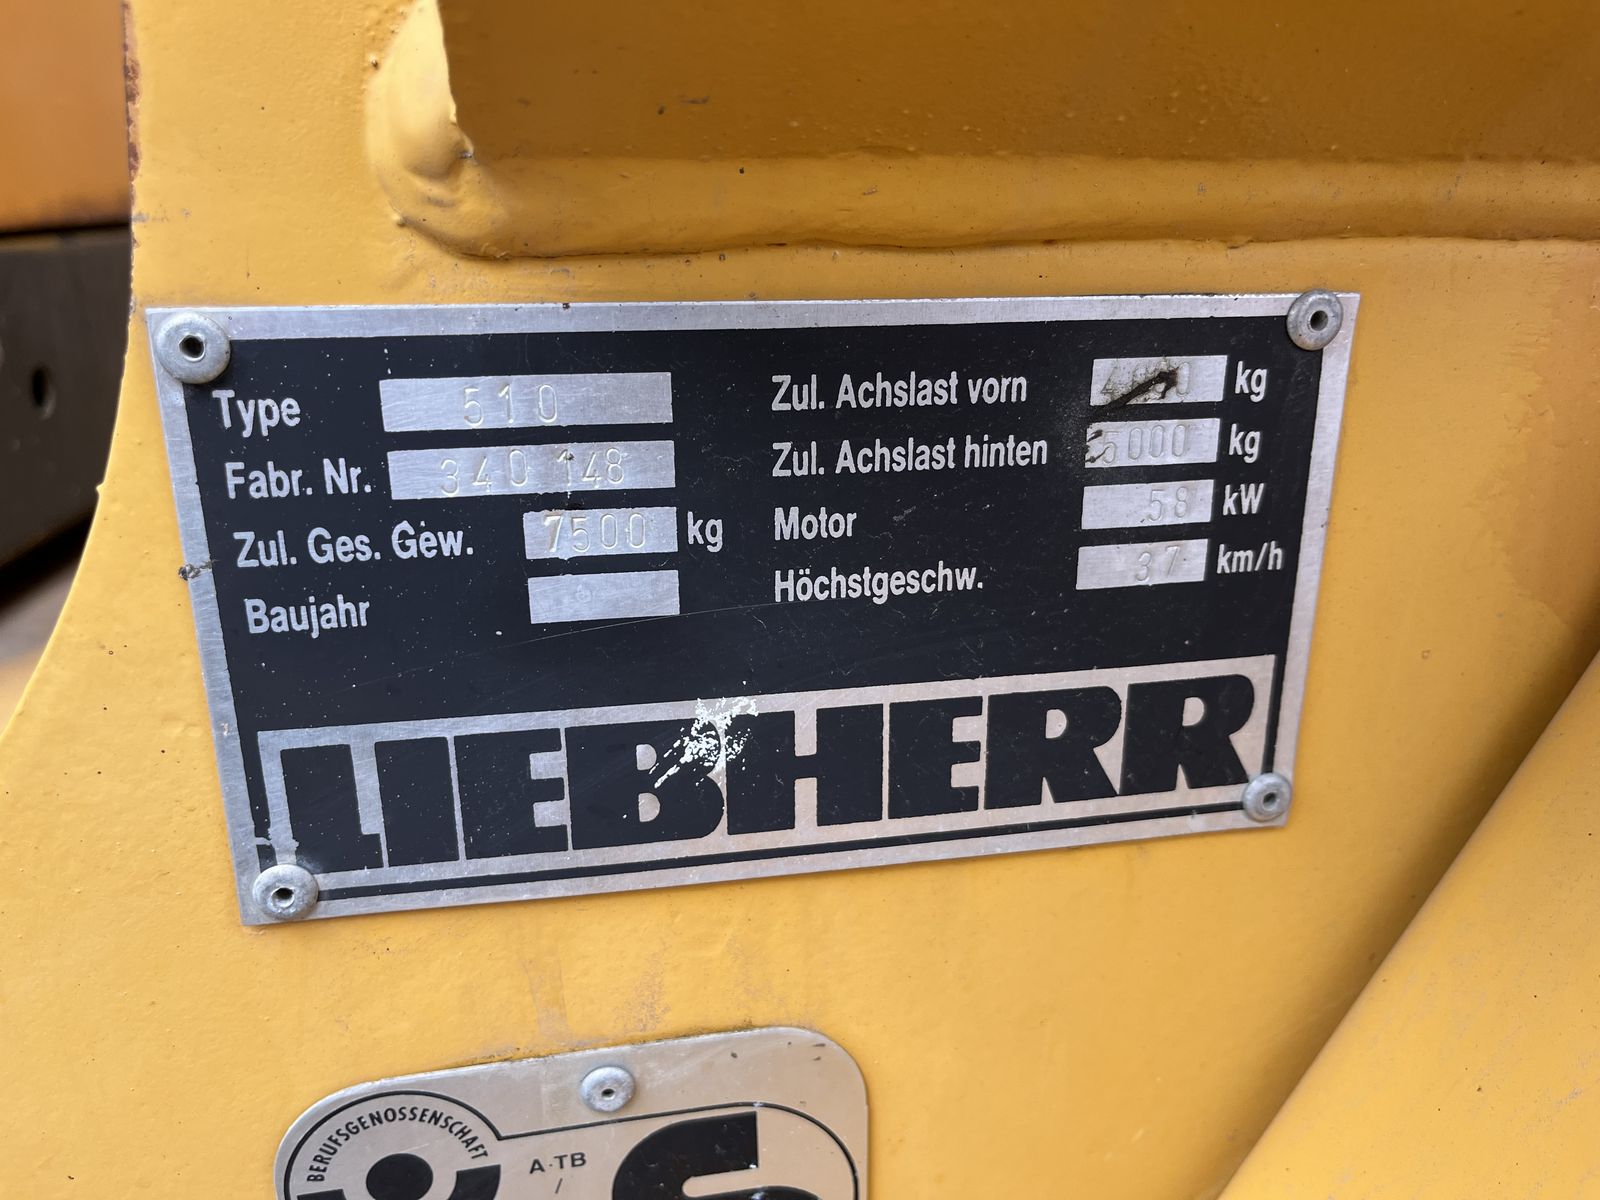 Type 510
Fabr. Nr. 340 148
Zul. Ges. Gew. 7500 kg
Baujahr
Zul. Achslast vorn kg
Zul. Achslast hinten 5000 kg
Motor 58 kW
Höchstgeschw. 37 km/h
LIEBHERR
BERUFSGENOSSENSCHAFT
A-TB
/